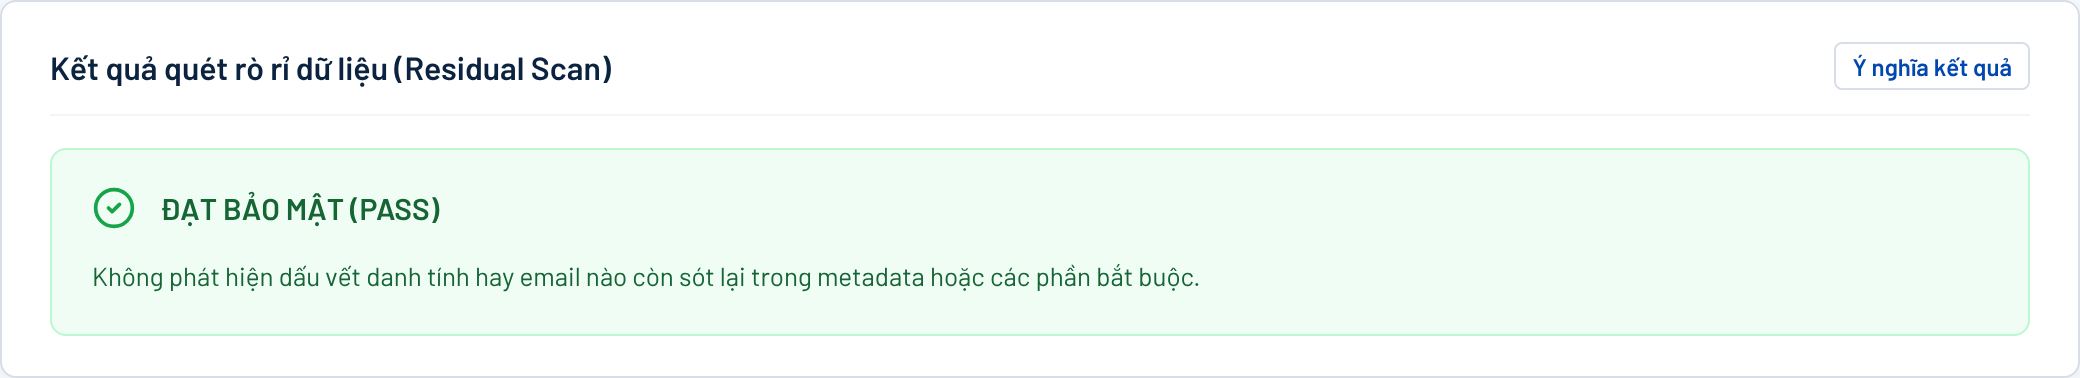 Kết quả quét rò rỉ dữ liệu (Residual Scan)
Ý nghĩa kết quả
ĐẠT BẢO MẬT (PASS)
Không phát hiện dấu vết danh tính hay email nào còn sót lại trong metadata hoặc các phần bắt buộc.